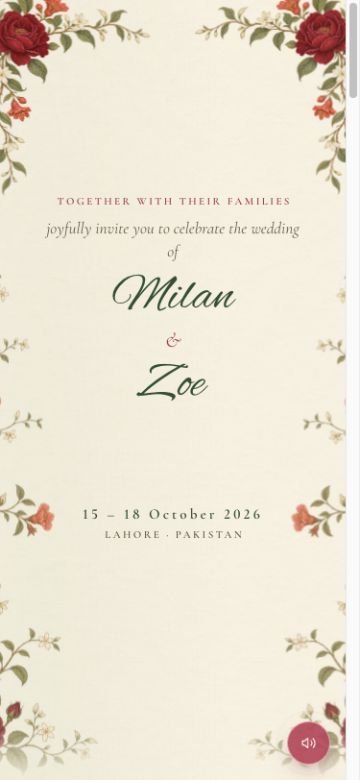 TOGETHER WITH THEIR FAMILIES
joyfully invite you to celebrate the wedding
of
Milan
&
Zoe
15 – 18 October 2026
LAHORE · PAKISTAN